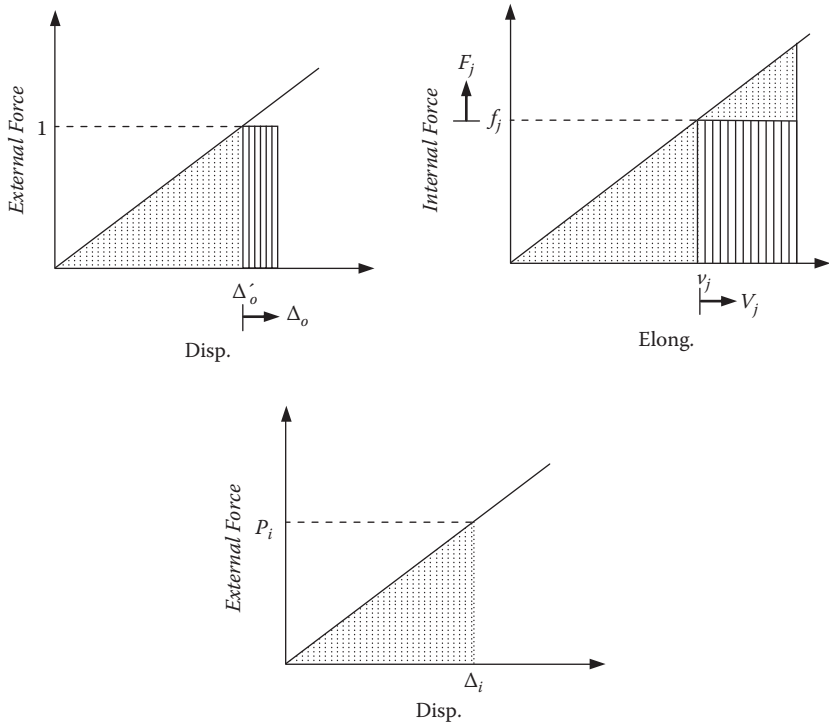 External Force
1
Δ´ₒ
Δₒ
Disp.
Internal Force
Fⱼ
fⱼ
vⱼ
Vⱼ
Elong.
External Force
Pᵢ
Δᵢ
Disp.